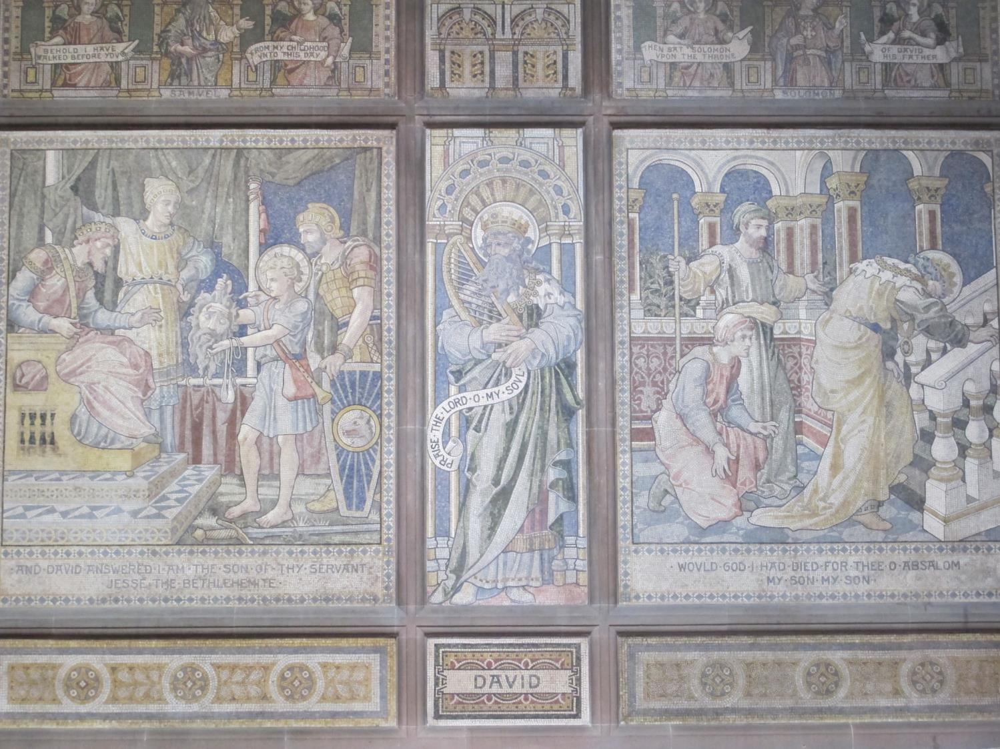 BEHOLD I HAVE
WALKED BEFORE YOV
FROM MY CHILDHOOD
VNTO THIS DAY
SAMVEL
THEN SAT SOLOMON
VPON THE THRONE
OF DAVID
HIS FATHER
SOLOMON
PRAISE·THE·LORD·O·MY·SOVL
·AND·DAVID·ANSWERED·I·AM·THE·SON·OF·THY·SERVANT
JESSE·THE·BETHLEHEMITE·
·WOVLD·GOD·I·HAD·DIED·FOR·THEE·O·ABSALOM
MY·SON·MY·SON·
DAVID